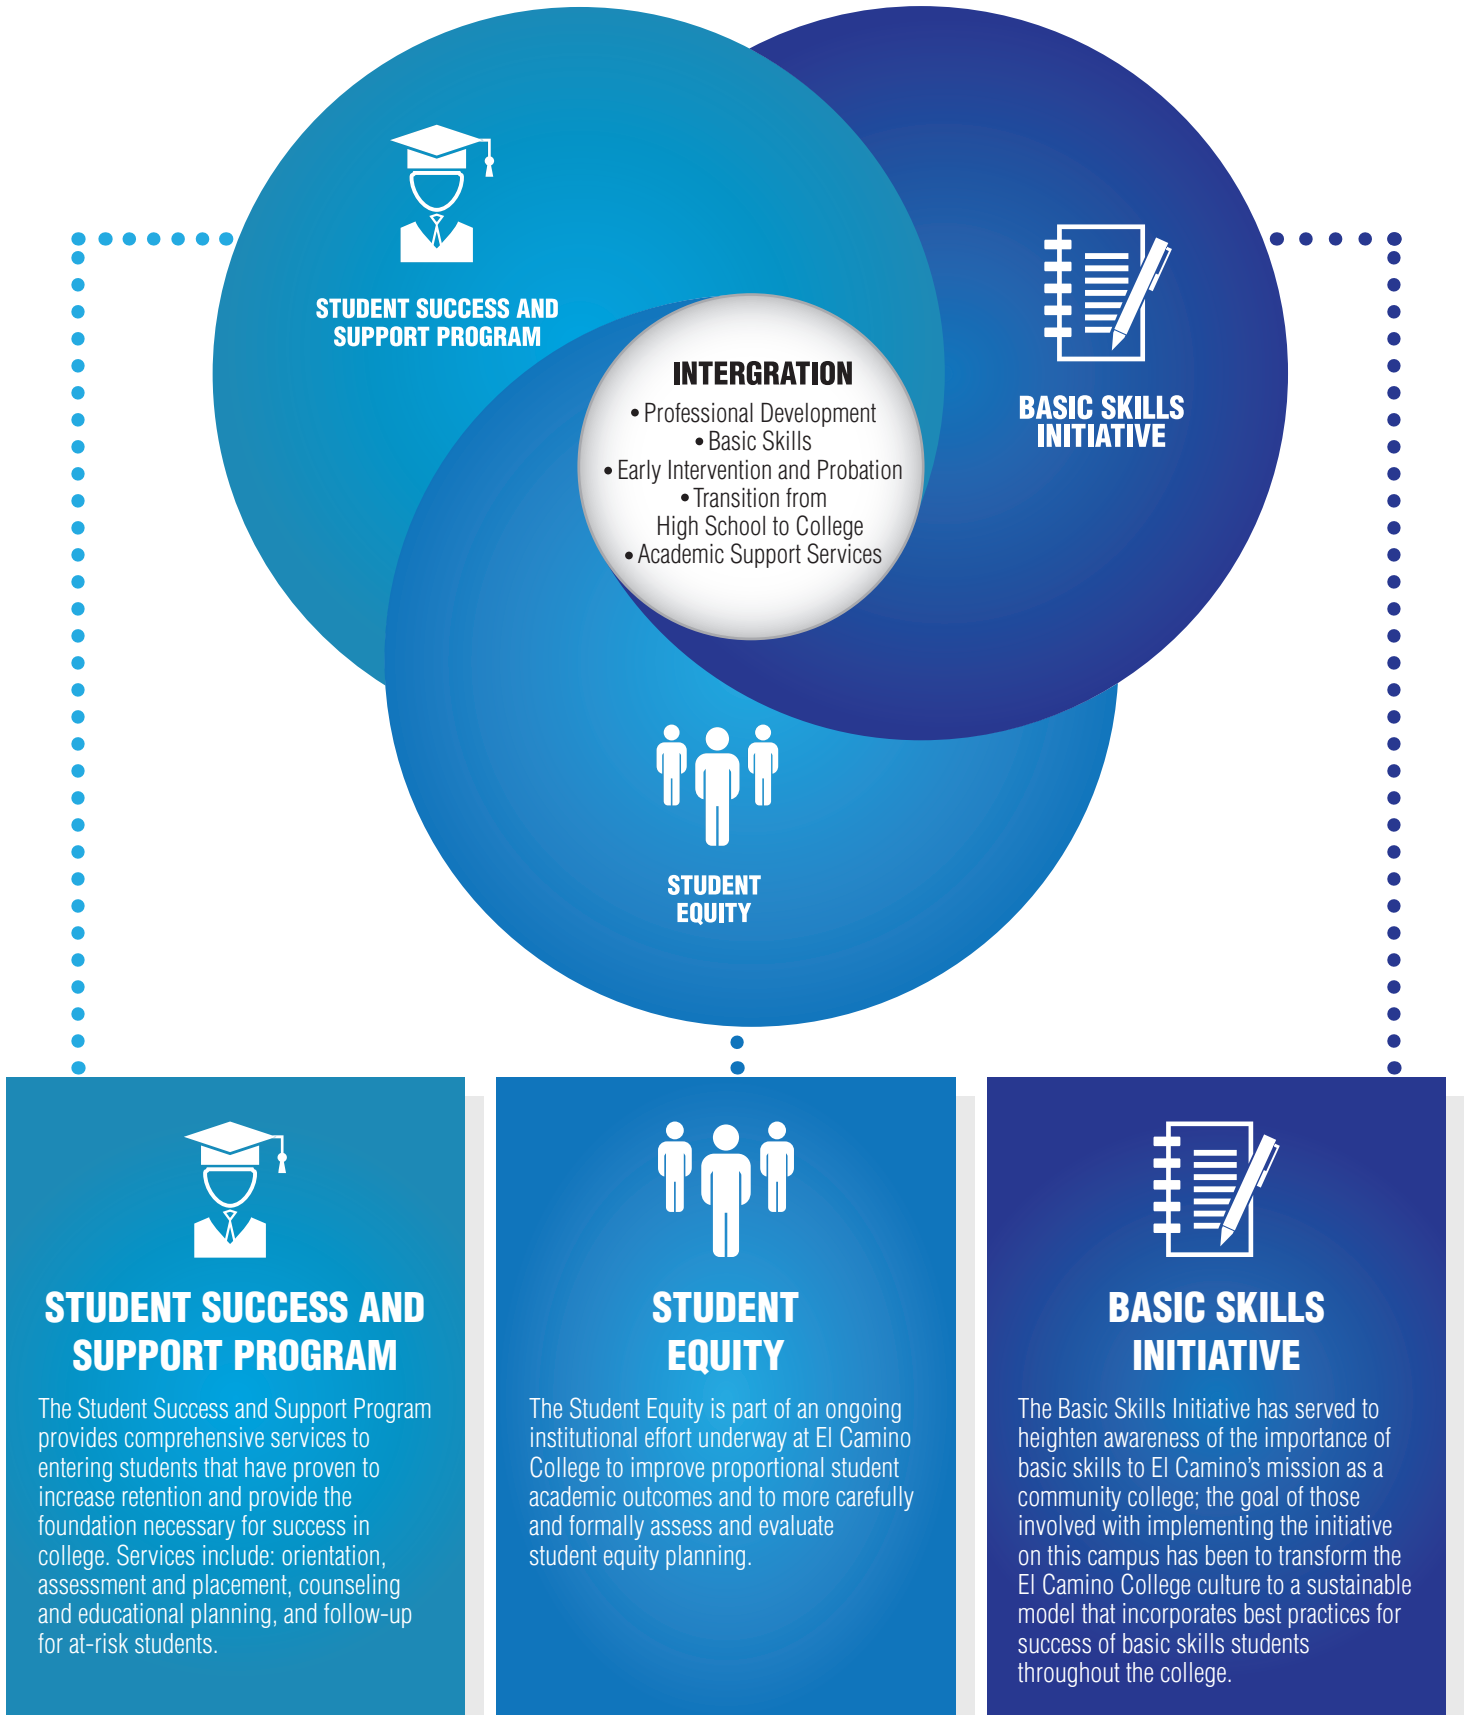 STUDENT SUCCESS AND
SUPPORT PROGRAM
BASIC SKILLS
INITIATIVE
INTERGRATION
• Professional Development
• Basic Skills
• Early Intervention and Probation
• Transition from
High School to College
• Academic Support Services
STUDENT
EQUITY
STUDENT SUCCESS AND
SUPPORT PROGRAM
The Student Success and Support Program
provides comprehensive services to
entering students that have proven to
increase retention and provide the
foundation necessary for success in
college. Services include: orientation,
assessment and placement, counseling
and educational planning, and follow-up
for at-risk students.
STUDENT
EQUITY
The Student Equity is part of an ongoing
institutional effort underway at El Camino
College to improve proportional student
academic outcomes and to more carefully
and formally assess and evaluate
student equity planning.
BASIC SKILLS
INITIATIVE
The Basic Skills Initiative has served to
heighten awareness of the importance of
basic skills to El Camino’s mission as a
community college; the goal of those
involved with implementing the initiative
on this campus has been to transform the
El Camino College culture to a sustainable
model that incorporates best practices for
success of basic skills students
throughout the college.